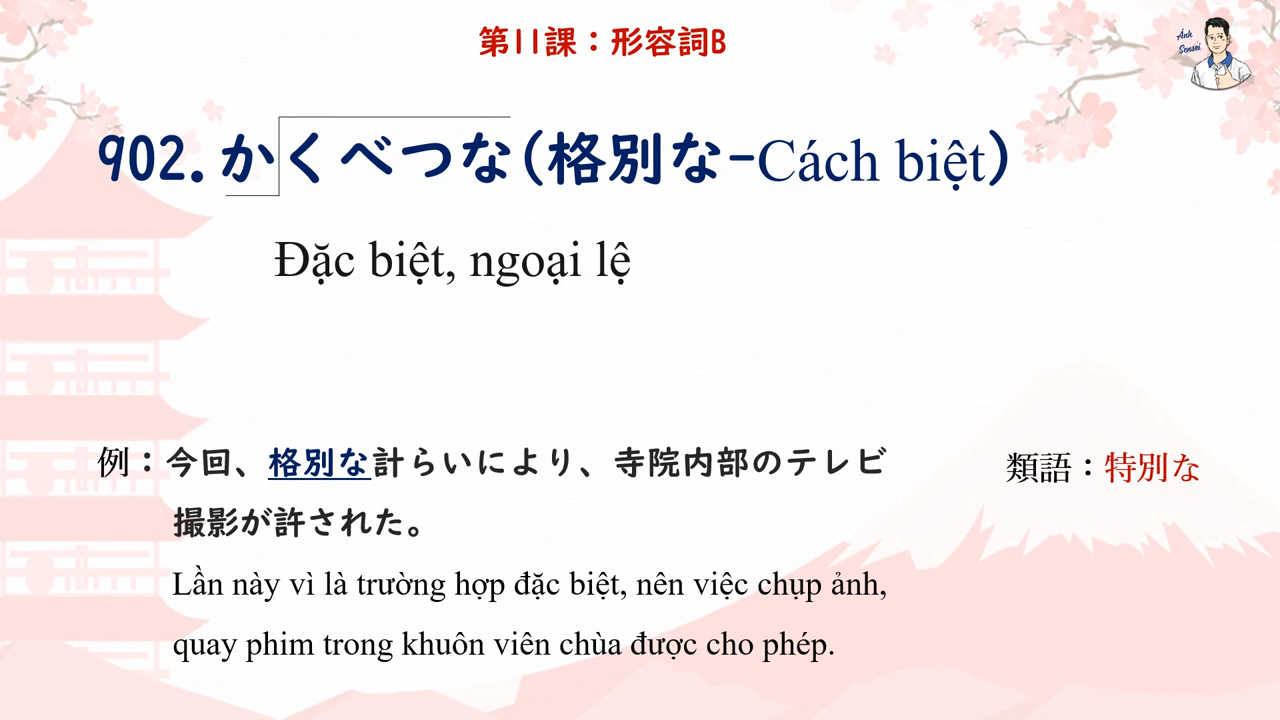 第11課：形容詞B
Anh
Sensei
902.かくべつな(格別な-Cách biệt)
Đặc biệt, ngoại lệ
例：今回、格別な計らいにより、寺院内部のテレビ
類語：特別な
撮影が許された。
Lần này vì là trường hợp đặc biệt, nên việc chụp ảnh,
quay phim trong khuôn viên chùa được cho phép.